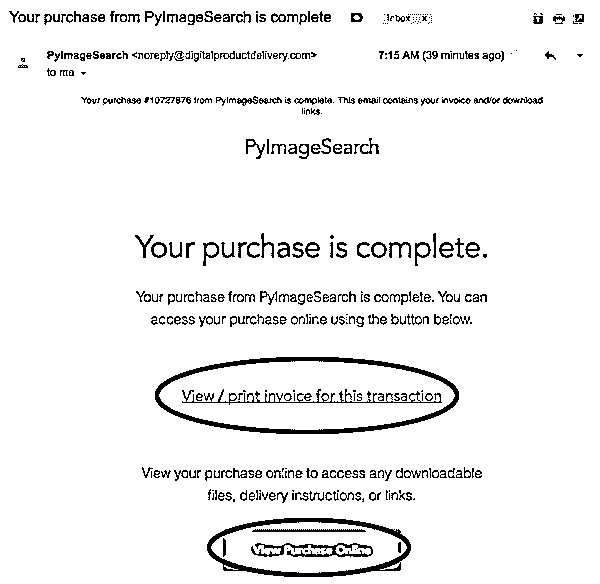 Your purchase from PyImageSearch is complete Inbox x
PyImageSearch <noreply@digitalproductdelivery.com> 7:15 AM (39 minutes ago)
to me
Your purchase #10727876 from PyImageSearch is complete. This email contains your invoice and/or download
links.
PyImageSearch
Your purchase is complete.
Your purchase from PyImageSearch is complete. You can
access your purchase online using the button below.
View / print invoice for this transaction
View your purchase online to access any downloadable
files, delivery instructions, or links.
View Purchase Online